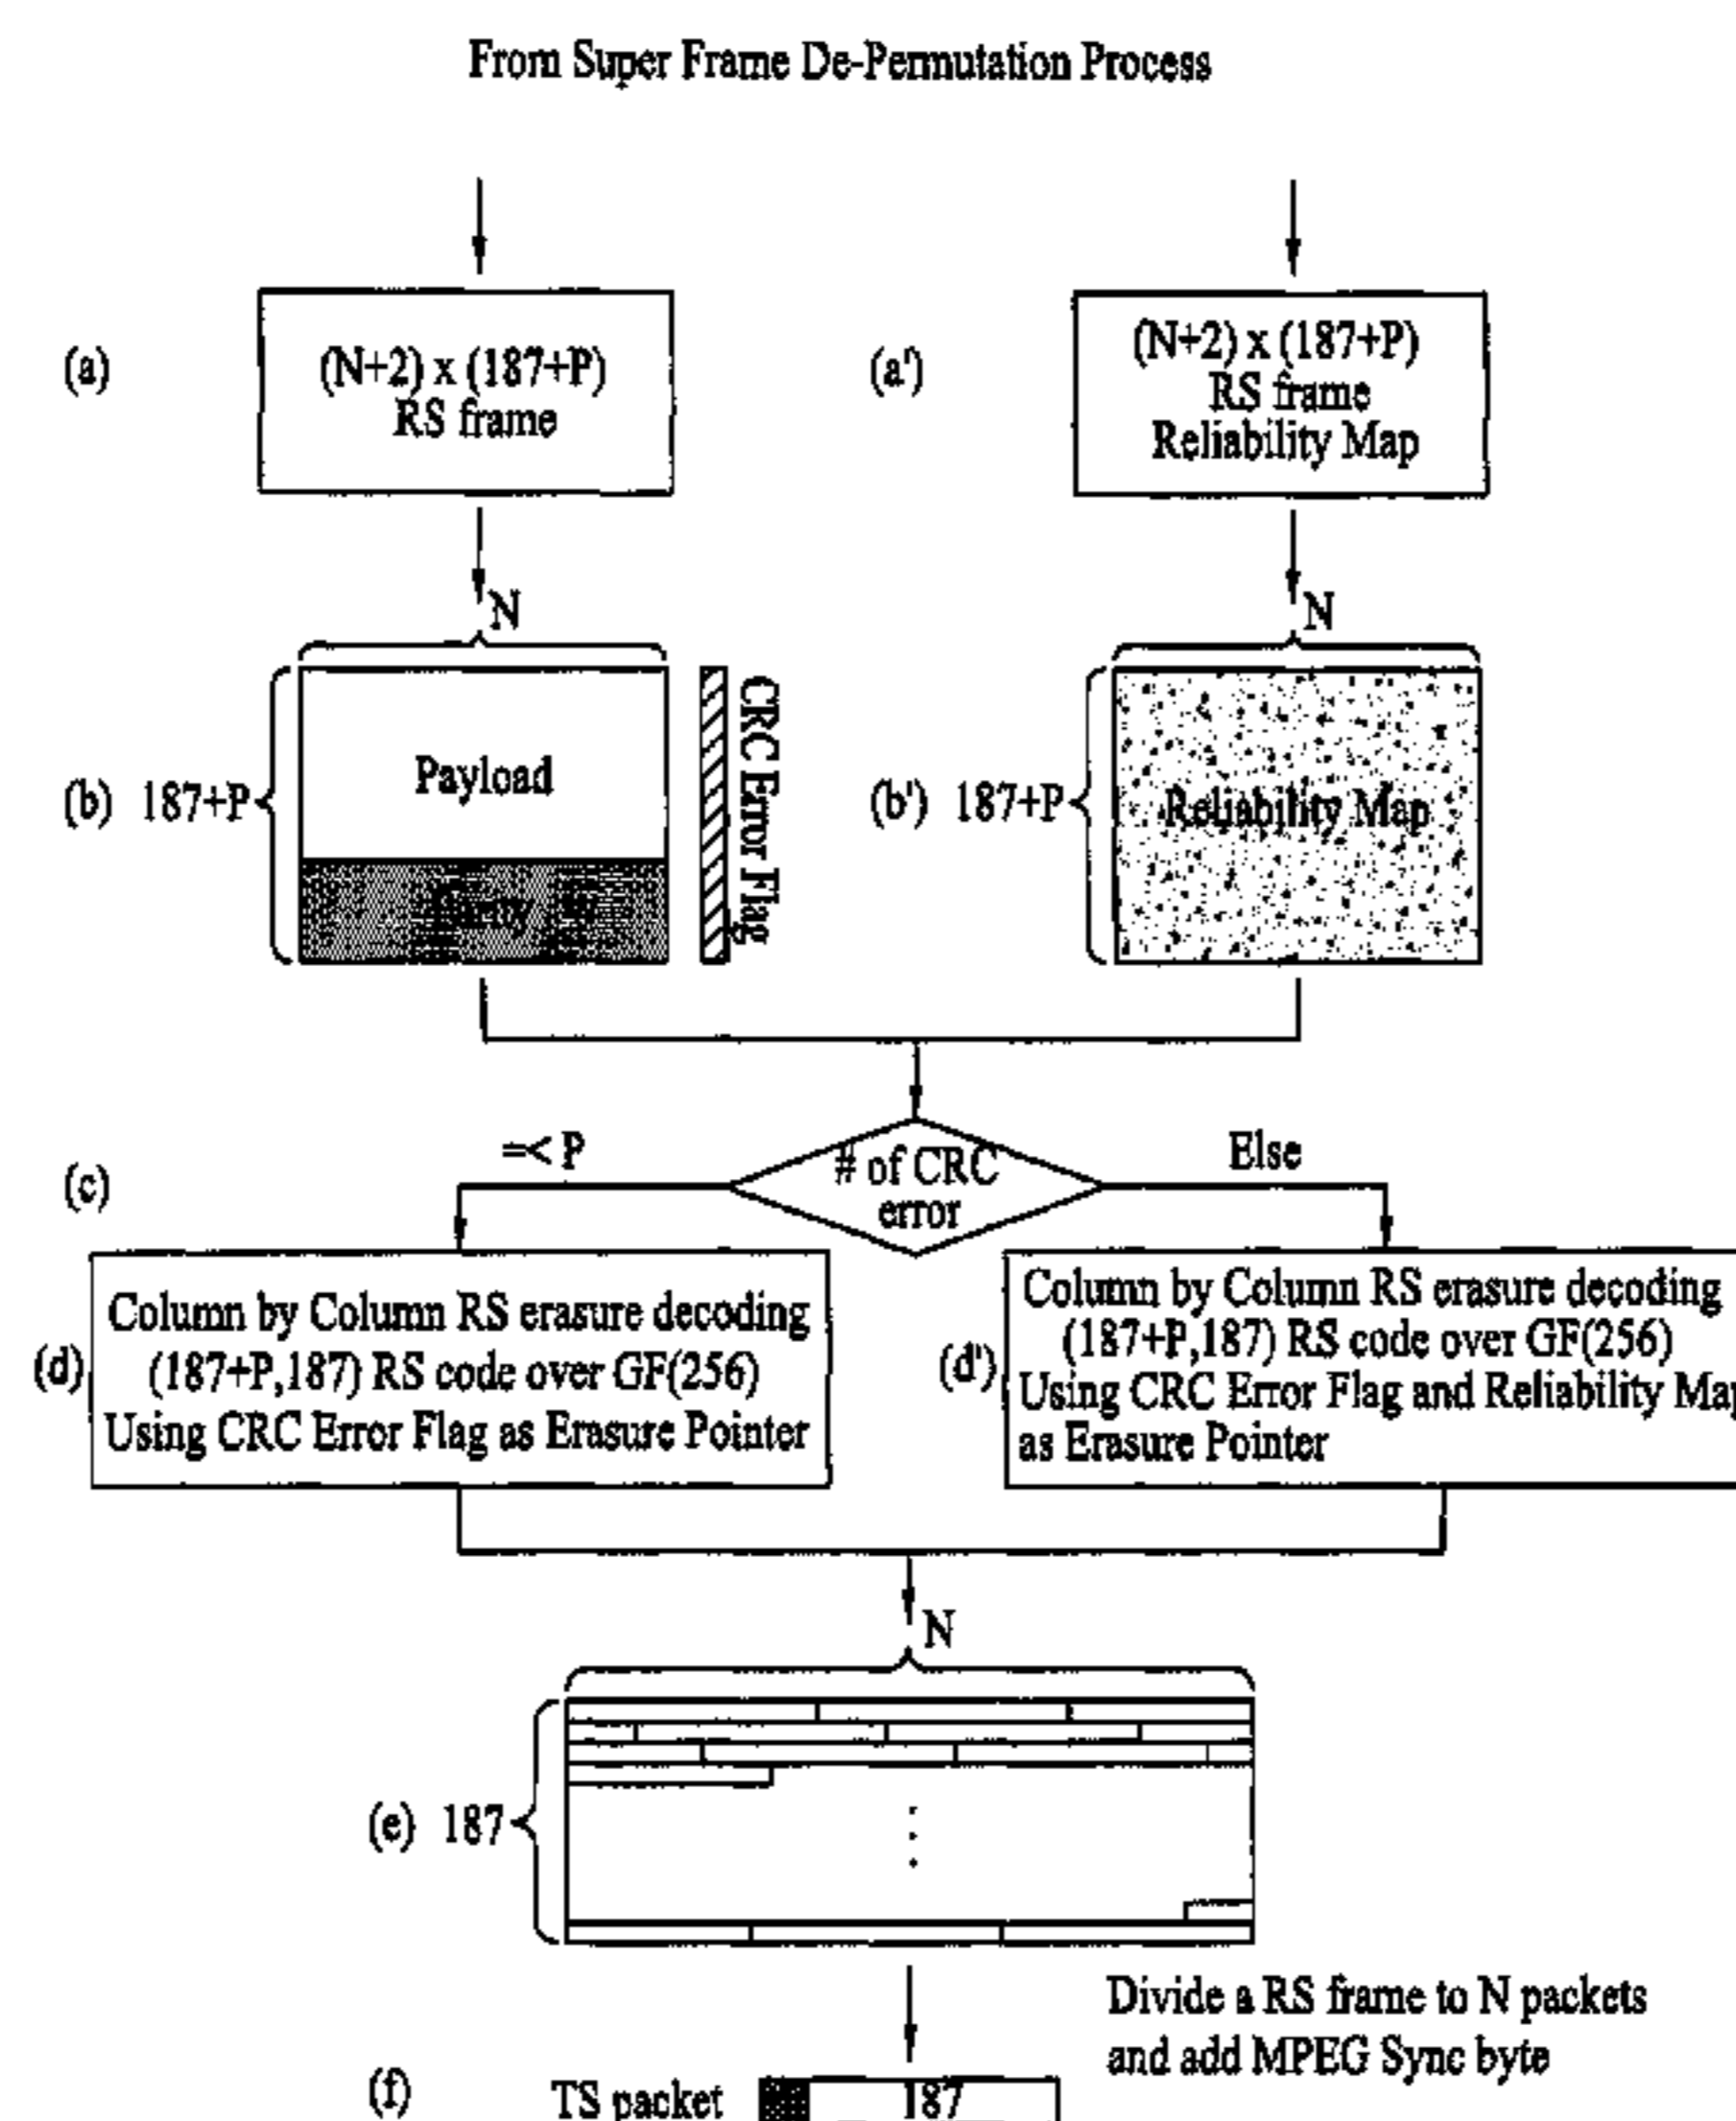 From Super Frame De-Permutation Process
(a)
(N+2) x (187+P)
RS frame
(a')
(N+2) x (187+P)
RS frame
Reliability Map
N
N
(b)
187+P
Payload
Parity
CRC Error Flag
(b')
187+P
Reliability Map
(c)
=< P
# of CRC
error
Else
(d)
Column by Column RS erasure decoding
(187+P,187) RS code over GF(256)
Using CRC Error Flag as Erasure Pointer
(d')
Column by Column RS erasure decoding
(187+P,187) RS code over GF(256)
Using CRC Error Flag and Reliability Map
as Erasure Pointer
N
(e)
187
Divide a RS frame to N packets
and add MPEG Sync byte
(f)
TS packet
187